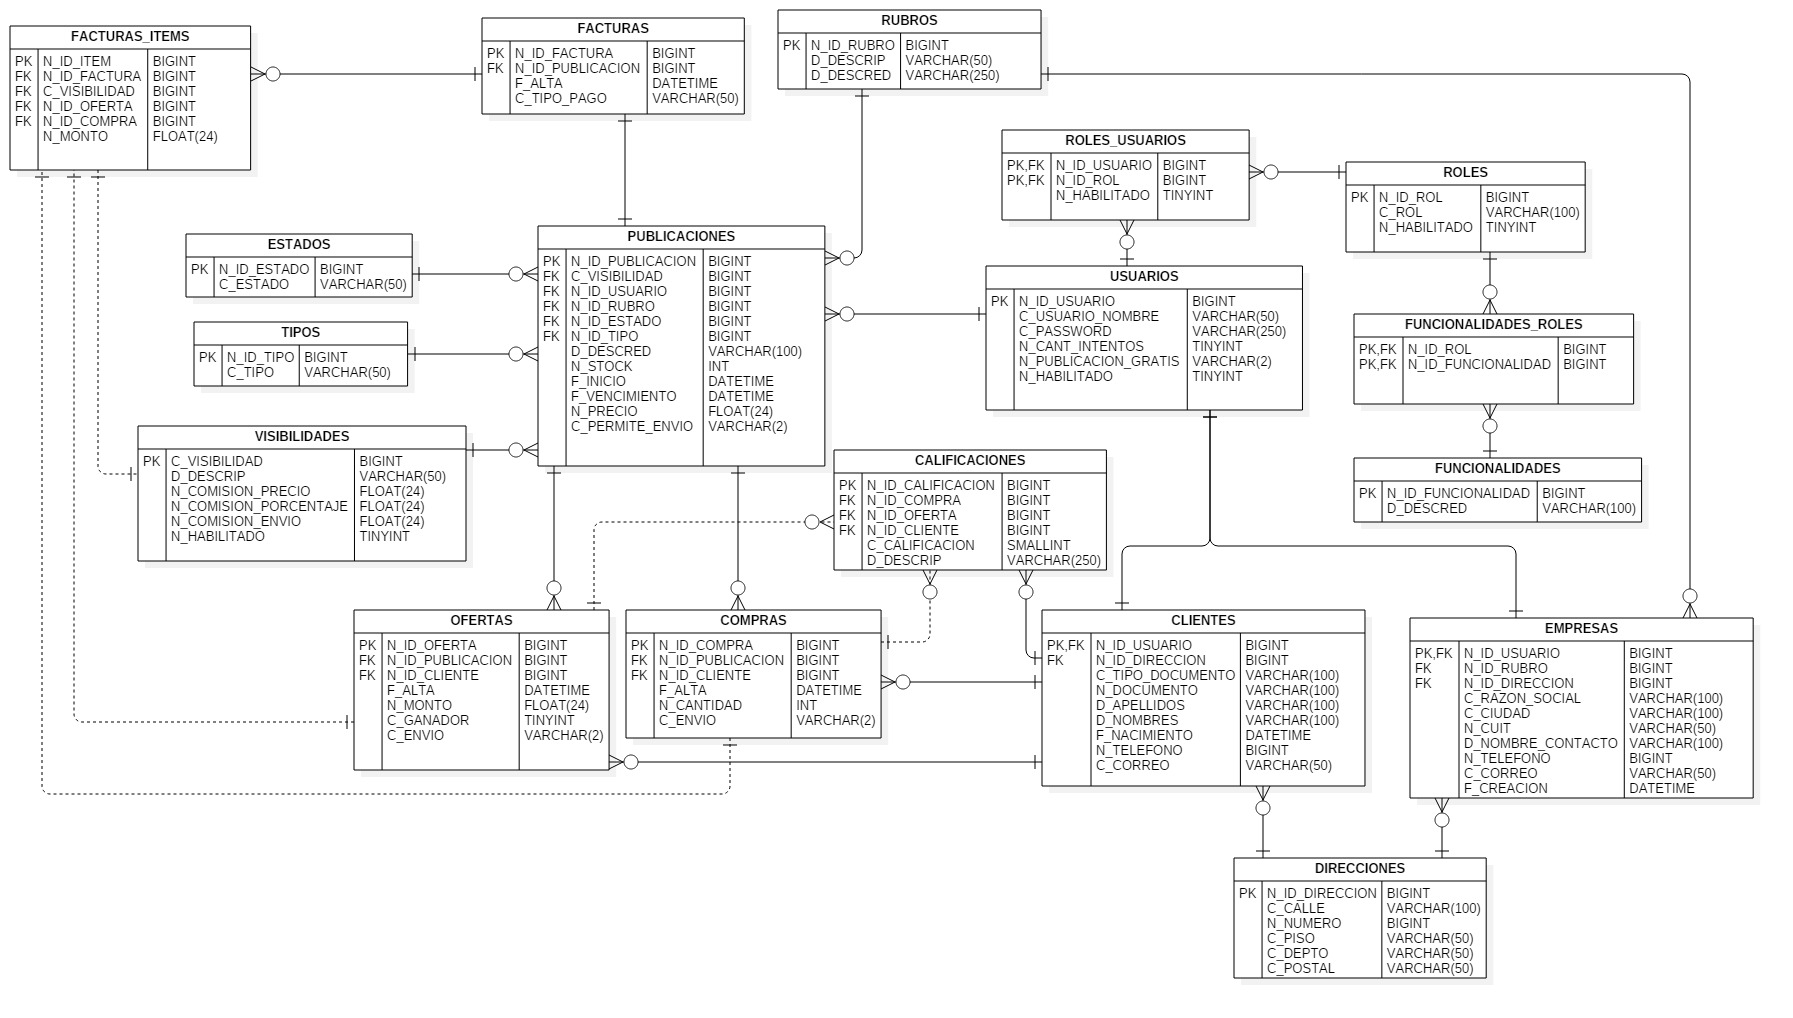 FACTURAS_ITEMS
PK N_ID_ITEM BIGINT
FK N_ID_FACTURA BIGINT
FK C_VISIBILIDAD BIGINT
FK N_ID_OFERTA BIGINT
FK N_ID_COMPRA BIGINT
N_MONTO FLOAT(24)
FACTURAS
PK N_ID_FACTURA BIGINT
FK N_ID_PUBLICACION BIGINT
F_ALTA DATETIME
C_TIPO_PAGO VARCHAR(50)
RUBROS
PK N_ID_RUBRO BIGINT
D_DESCRIP VARCHAR(50)
D_DESCRED VARCHAR(250)
ROLES_USUARIOS
PK,FK N_ID_USUARIO BIGINT
PK,FK N_ID_ROL BIGINT
N_HABILITADO TINYINT
ROLES
PK N_ID_ROL BIGINT
C_ROL VARCHAR(100)
N_HABILITADO TINYINT
ESTADOS
PK N_ID_ESTADO BIGINT
C_ESTADO VARCHAR(50)
TIPOS
PK N_ID_TIPO BIGINT
C_TIPO VARCHAR(50)
PUBLICACIONES
PK N_ID_PUBLICACION BIGINT
FK C_VISIBILIDAD BIGINT
FK N_ID_USUARIO BIGINT
FK N_ID_RUBRO BIGINT
FK N_ID_ESTADO BIGINT
FK N_ID_TIPO BIGINT
D_DESCRED VARCHAR(100)
N_STOCK INT
F_INICIO DATETIME
F_VENCIMIENTO DATETIME
N_PRECIO FLOAT(24)
C_PERMITE_ENVIO VARCHAR(2)
USUARIOS
PK N_ID_USUARIO BIGINT
C_USUARIO_NOMBRE VARCHAR(50)
C_PASSWORD VARCHAR(250)
N_CANT_INTENTOS TINYINT
N_PUBLICACION_GRATIS VARCHAR(2)
N_HABILITADO TINYINT
FUNCIONALIDADES_ROLES
PK,FK N_ID_ROL BIGINT
PK,FK N_ID_FUNCIONALIDAD BIGINT
VISIBILIDADES
PK C_VISIBILIDAD BIGINT
D_DESCRIP VARCHAR(50)
N_COMISION_PRECIO FLOAT(24)
N_COMISION_PORCENTAJE FLOAT(24)
N_COMISION_ENVIO FLOAT(24)
N_HABILITADO TINYINT
CALIFICACIONES
PK N_ID_CALIFICACION BIGINT
FK N_ID_COMPRA BIGINT
FK N_ID_OFERTA BIGINT
FK N_ID_CLIENTE BIGINT
C_CALIFICACION SMALLINT
D_DESCRIP VARCHAR(250)
FUNCIONALIDADES
PK N_ID_FUNCIONALIDAD BIGINT
D_DESCRED VARCHAR(100)
OFERTAS
PK N_ID_OFERTA BIGINT
FK N_ID_PUBLICACION BIGINT
FK N_ID_CLIENTE BIGINT
F_ALTA DATETIME
N_MONTO FLOAT(24)
C_GANADOR TINYINT
C_ENVIO VARCHAR(2)
COMPRAS
PK N_ID_COMPRA BIGINT
FK N_ID_PUBLICACION BIGINT
FK N_ID_CLIENTE BIGINT
F_ALTA DATETIME
N_CANTIDAD INT
C_ENVIO VARCHAR(2)
CLIENTES
PK,FK N_ID_USUARIO BIGINT
FK N_ID_DIRECCION BIGINT
C_TIPO_DOCUMENTO VARCHAR(100)
N_DOCUMENTO VARCHAR(100)
D_APELLIDOS VARCHAR(100)
D_NOMBRES VARCHAR(100)
F_NACIMIENTO DATETIME
N_TELEFONO BIGINT
C_CORREO VARCHAR(50)
EMPRESAS
PK,FK N_ID_USUARIO BIGINT
FK N_ID_RUBRO BIGINT
FK N_ID_DIRECCION BIGINT
C_RAZON_SOCIAL VARCHAR(100)
C_CIUDAD VARCHAR(100)
N_CUIT VARCHAR(50)
D_NOMBRE_CONTACTO VARCHAR(100)
N_TELEFONO BIGINT
C_CORREO VARCHAR(50)
F_CREACION DATETIME
DIRECCIONES
PK N_ID_DIRECCION BIGINT
C_CALLE VARCHAR(100)
N_NUMERO BIGINT
C_PISO VARCHAR(50)
C_DEPTO VARCHAR(50)
C_POSTAL VARCHAR(50)